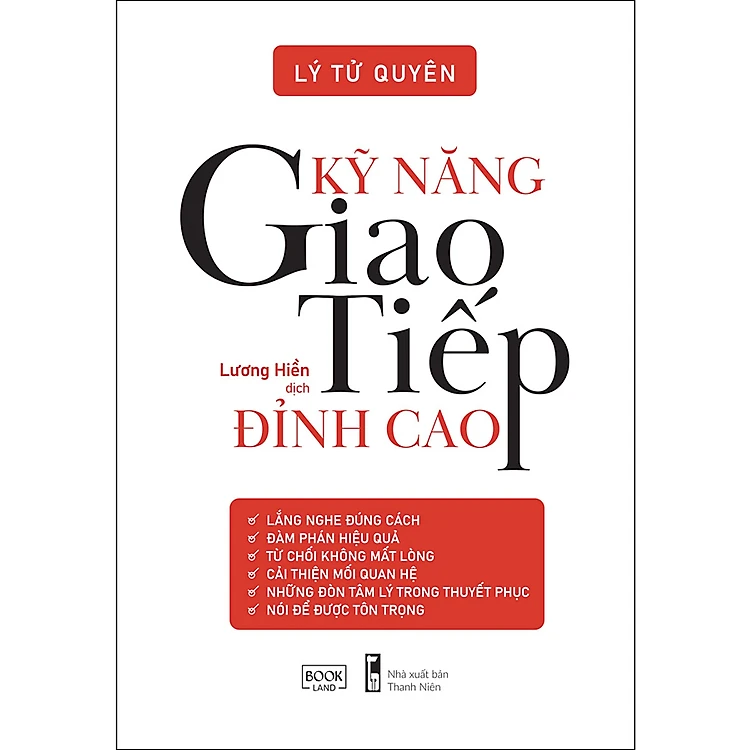 LÝ TỬ QUYÊN
KỸ NĂNG
Giao
Tiếp
Lương Hiền
dịch
ĐỈNH CAO
LẮNG NGHE ĐÚNG CÁCH
ĐÀM PHÁN HIỆU QUẢ
TỪ CHỐI KHÔNG MẤT LÒNG
CẢI THIỆN MỐI QUAN HỆ
NHỮNG ĐÒN TÂM LÝ TRONG THUYẾT PHỤC
NÓI ĐỂ ĐƯỢC TÔN TRỌNG
BOOK
LAND
Nhà xuất bản
Thanh Niên